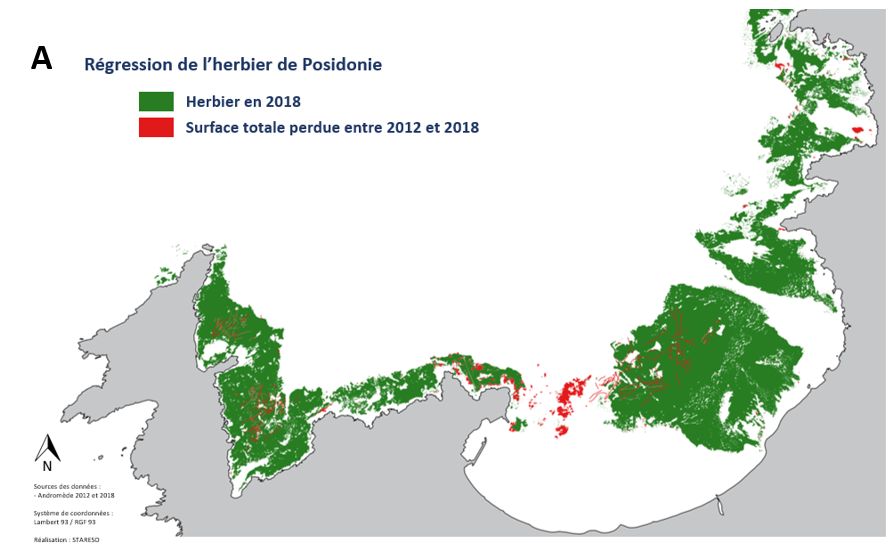 A
Régression de l'herbier de Posidonie
Herbier en 2018
Surface totale perdue entre 2012 et 2018
N
Sources des données :
- Andromède 2012 et 2018
Système de coordonnées :
Lambert 93 / RGF 93
Réalisation : STARESO